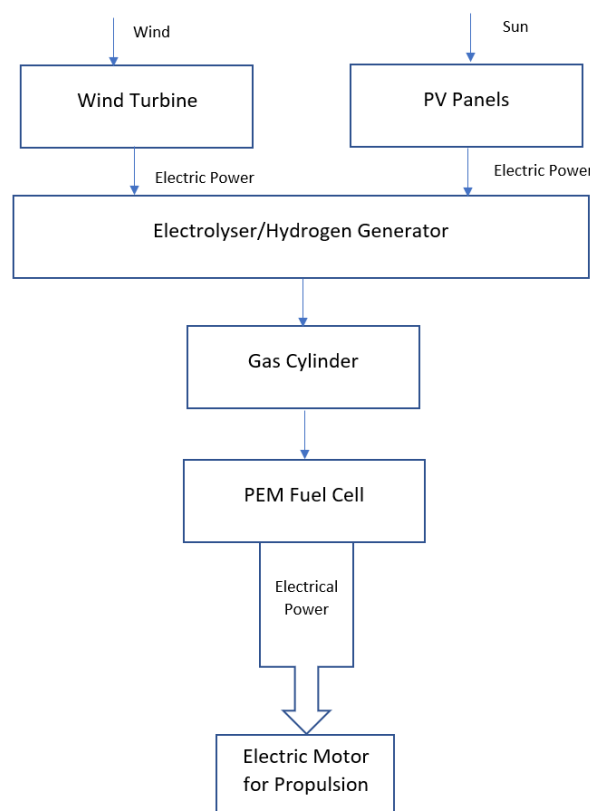 Wind
Sun
Wind Turbine
PV Panels
Electric Power
Electric Power
Electrolyser/Hydrogen Generator
Gas Cylinder
PEM Fuel Cell
Electrical
Power
Electric Motor
for Propulsion